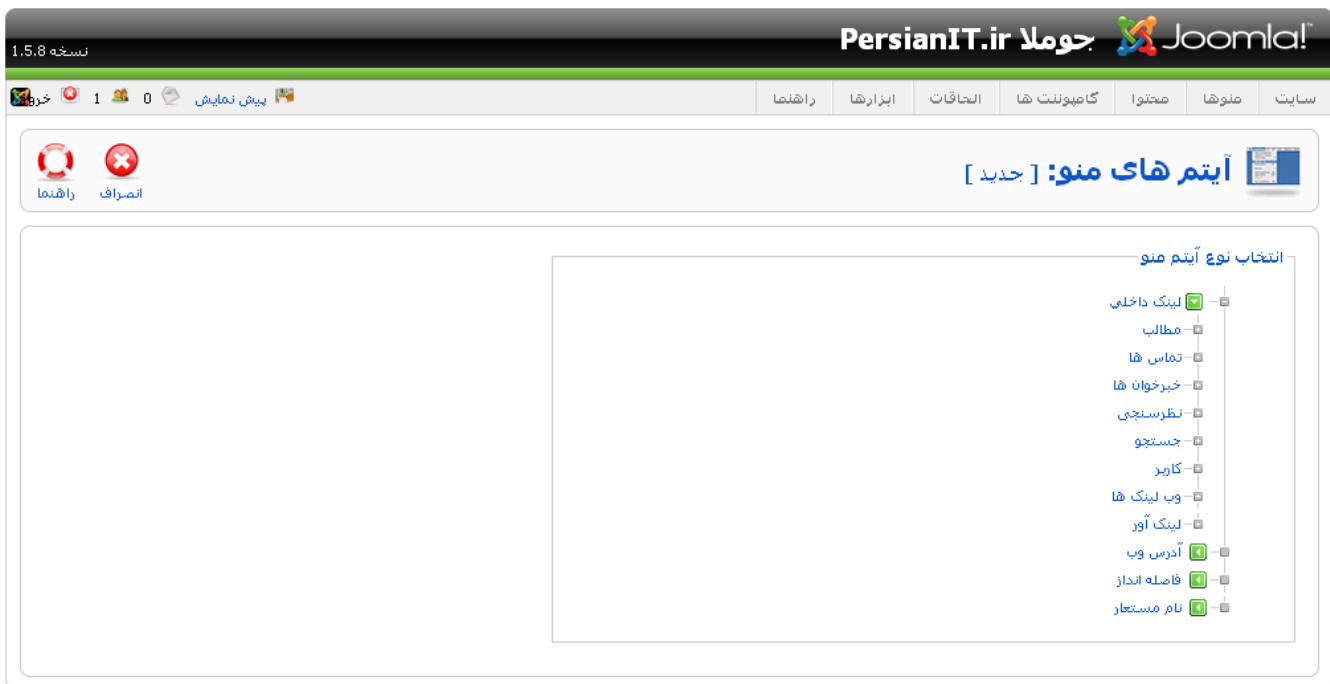 Joomla! جوملا PersianIT.ir
نسخه 1.5.8
سایت منوها محتوا کامپوننت ها الحاقات ابزارها راهنما
پیش نمایش 0 1 خرو
آیتم های منو: [ جدید ]
انصراف راهنما
انتخاب نوع آیتم منو
لینک داخلی
مطالب
تماس ها
خبرخوان ها
نظرسنجی
جستجو
کاربر
وب لینک ها
لینک آور
آدرس وب
فاصله انداز
نام مستعار